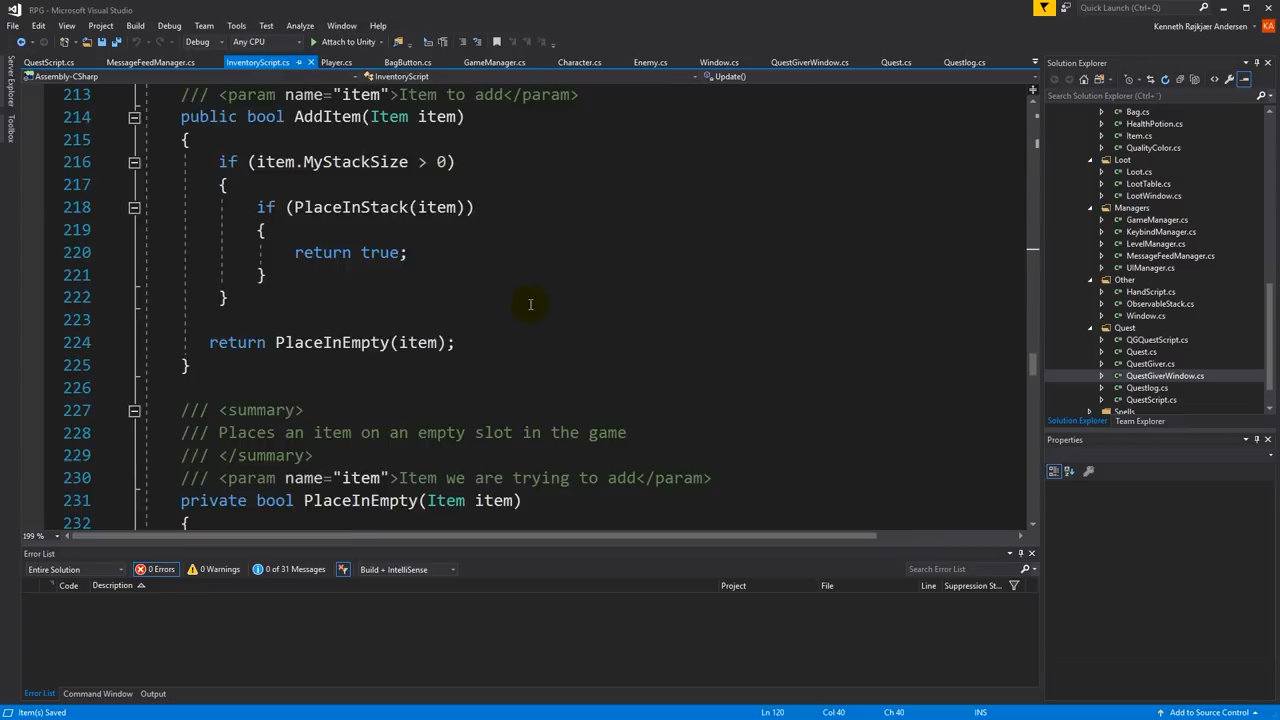 RPG - Microsoft Visual Studio
Quick Launch (Ctrl+Q)
File Edit View Project Build Debug Team Tools Test Analyze Window Help
Kenneth Røjkjær Andersen
KA
Debug Any CPU Attach to Unity
Server Explorer
Toolbox
QuestScript.cs MessageFeedManager.cs InventoryScript.cs Player.cs BagButton.cs GameManager.cs Character.cs Enemy.cs Window.cs QuestGiverWindow.cs Quest.cs Questlog.cs
Assembly-CSharp InventoryScript Update()
213 /// <param name="item">Item to add</param>
214 public bool AddItem(Item item)
215 {
216 if (item.MyStackSize > 0)
217 {
218 if (PlaceInStack(item))
219 {
220 return true;
221 }
222 }
223
224 return PlaceInEmpty(item);
225 }
226
227 /// <summary>
228 /// Places an item on an empty slot in the game
229 /// </summary>
230 /// <param name="item">Item we are trying to add</param>
231 private bool PlaceInEmpty(Item item)
232 {
199 %
Solution Explorer
Search Solution Explorer
Bag.cs
HealthPotion.cs
Item.cs
QualityColor.cs
Loot
Loot.cs
LootTable.cs
LootWindow.cs
Managers
GameManager.cs
KeybindManager.cs
LevelManager.cs
MessageFeedManager.cs
UIManager.cs
Other
HandScript.cs
ObservableStack.cs
Window.cs
Quest
QGQuestScript.cs
Quest.cs
QuestGiver.cs
QuestGiverWindow.cs
Questlog.cs
QuestScript.cs
Spells
Solution Explorer Team Explorer
Properties
Error List
Entire Solution 0 Errors 0 Warnings 0 of 31 Messages Build + IntelliSense Search Error List
Code Description Project File Line Suppression St...
Error List Command Window Output
Item(s) Saved Ln 120 Col 40 Ch 40 INS Add to Source Control